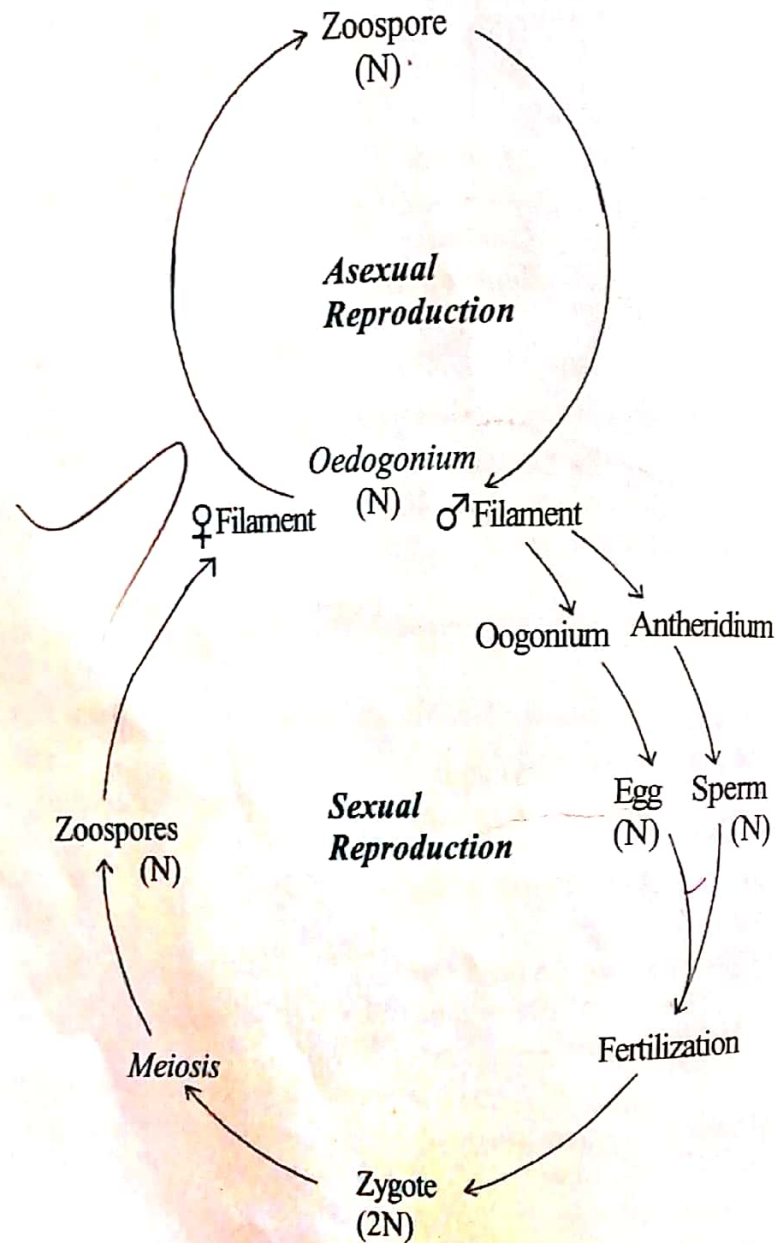 Zoospore
(N)
Asexual
Reproduction
Oedogonium
(N)
♀Filament
♂Filament
Oogonium
Antheridium
Egg
(N)
Sperm
(N)
Sexual
Reproduction
Zoospores
(N)
Meiosis
Fertilization
Zygote
(2N)